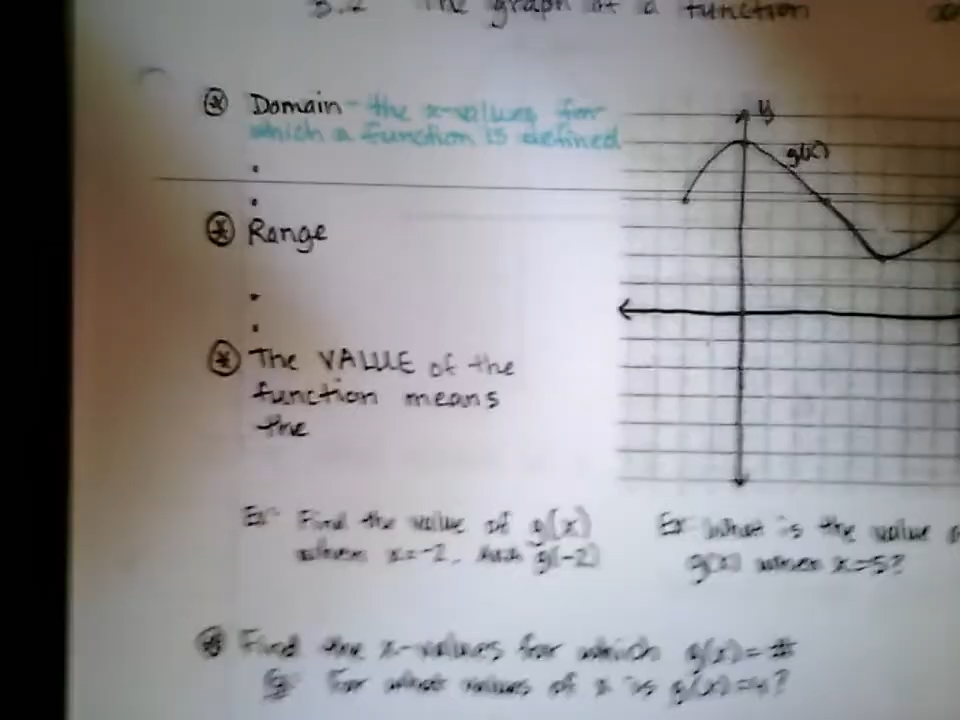 3.2 The graph of a function
Domain - the x-values for
which a function is defined
y
g(x)
Range
The VALUE of the
function means
the
Ex: Find the value of g(x)
when x=-2. g(-2)
Ex: What is the value
g(x) when x=5?
Find the x-values for which g(x)=#
Ex: For what values of x is g(x)=4?